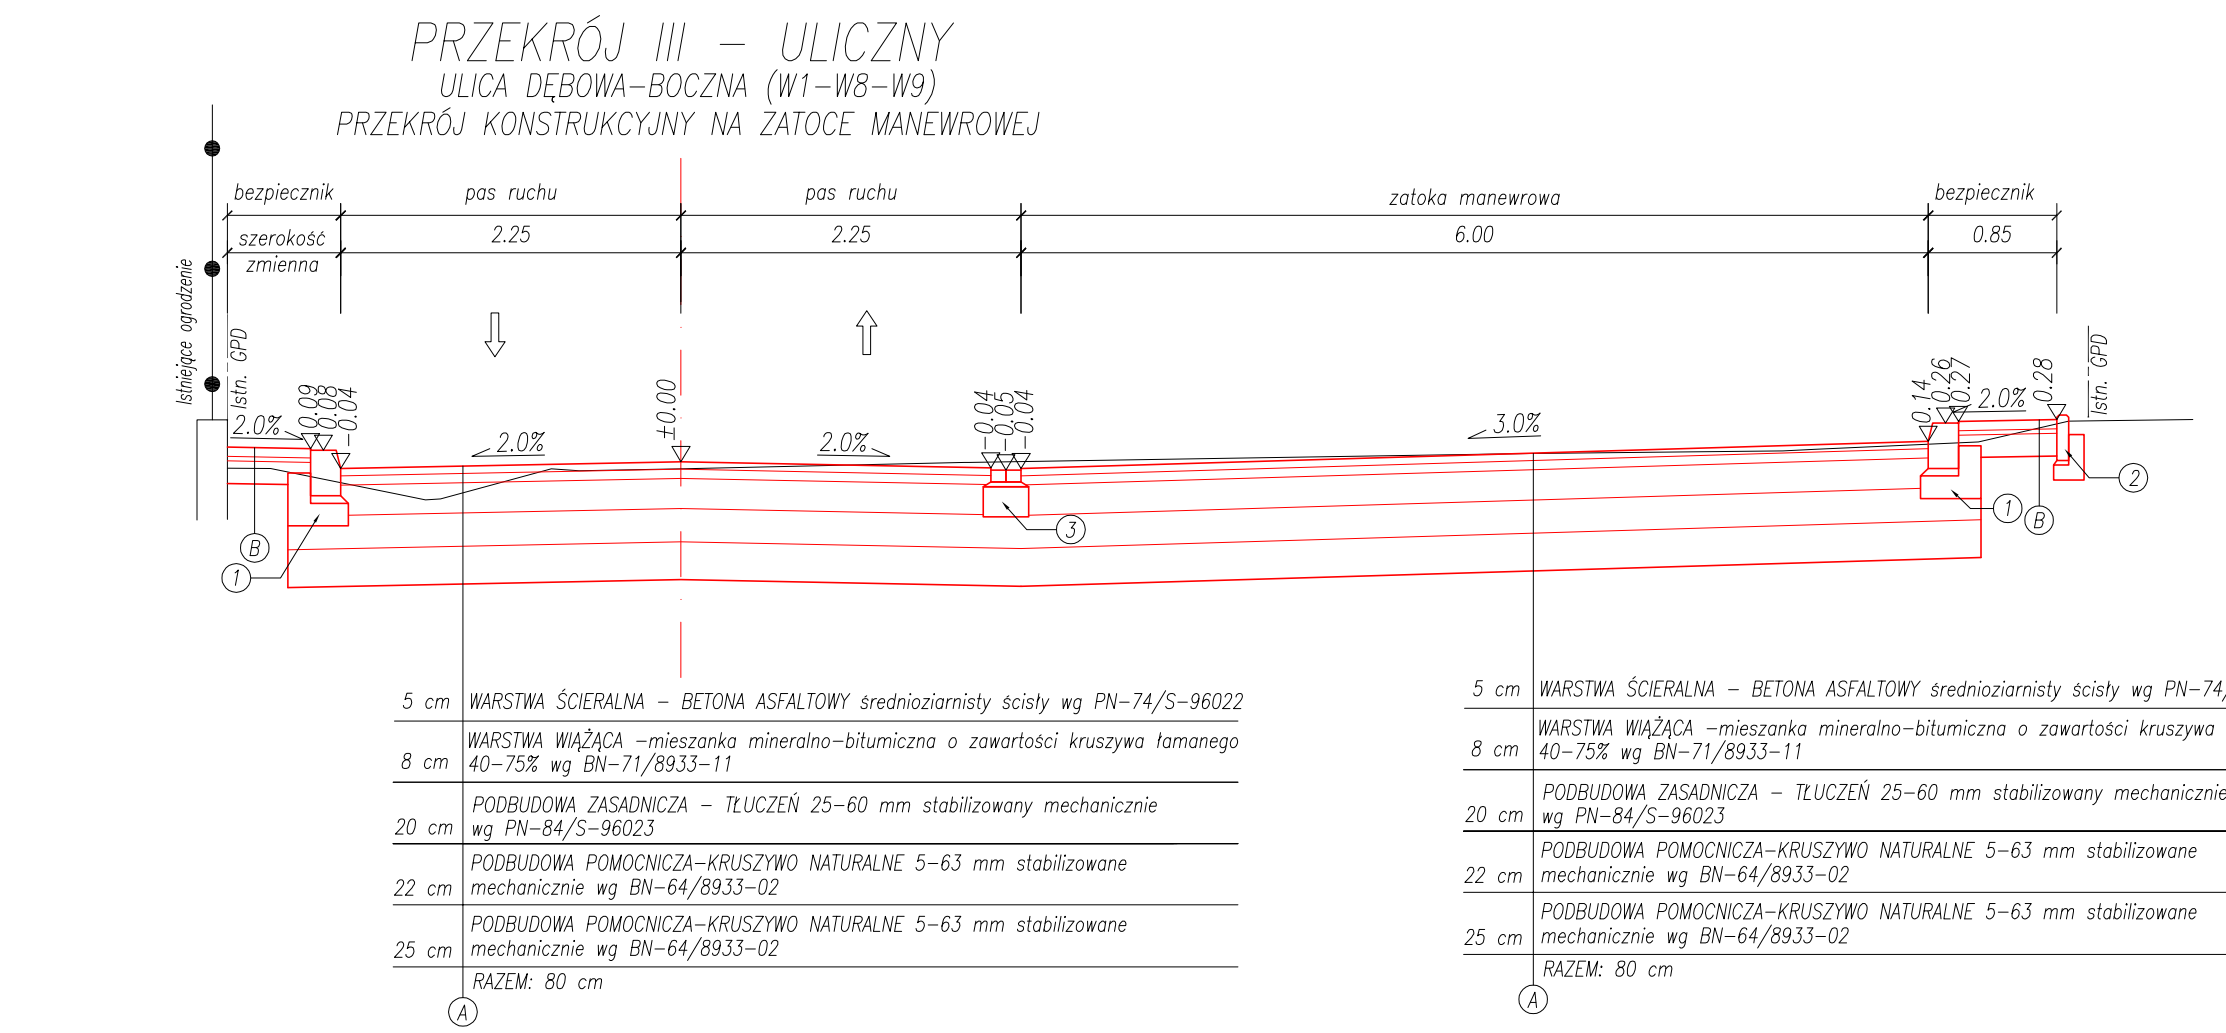 PRZEKRÓJ III – ULICZNY
ULICA DĘBOWA–BOCZNA (W1–W8–W9)
PRZEKRÓJ KONSTRUKCYJNY NA ZATOCE MANEWROWEJ
bezpiecznik
pas ruchu
pas ruchu
zatoka manewrowa
bezpiecznik
szerokość
zmienna
2.25
2.25
6.00
0.85
Istniejące ogrodzenie
Istn. GPD
2.0%
0.09
0.08
-0.04
2.0%
±0.00
2.0%
-0.04
-0.05
-0.04
3.0%
0.14
0.26
0.27
2.0%
0.28
Istn. GPD
B
1
3
1
B
2
5 cm WARSTWA ŚCIERALNA – BETONA ASFALTOWY średnioziarnisty ścisły wg PN–74/S–96022
WARSTWA WIĄŻĄCA –mieszanka mineralno–bitumiczna o zawartości kruszywa łamanego
8 cm 40–75% wg BN–71/8933–11
PODBUDOWA ZASADNICZA – TŁUCZEŃ 25–60 mm stabilizowany mechanicznie
20 cm wg PN–84/S–96023
PODBUDOWA POMOCNICZA–KRUSZYWO NATURALNE 5–63 mm stabilizowane
22 cm mechanicznie wg BN–64/8933–02
PODBUDOWA POMOCNICZA–KRUSZYWO NATURALNE 5–63 mm stabilizowane
25 cm mechanicznie wg BN–64/8933–02
RAZEM: 80 cm
A
5 cm WARSTWA ŚCIERALNA – BETONA ASFALTOWY średnioziarnisty ścisły wg PN–74/
WARSTWA WIĄŻĄCA –mieszanka mineralno–bitumiczna o zawartości kruszywa
8 cm 40–75% wg BN–71/8933–11
PODBUDOWA ZASADNICZA – TŁUCZEŃ 25–60 mm stabilizowany mechanicznie
20 cm wg PN–84/S–96023
PODBUDOWA POMOCNICZA–KRUSZYWO NATURALNE 5–63 mm stabilizowane
22 cm mechanicznie wg BN–64/8933–02
PODBUDOWA POMOCNICZA–KRUSZYWO NATURALNE 5–63 mm stabilizowane
25 cm mechanicznie wg BN–64/8933–02
RAZEM: 80 cm
A